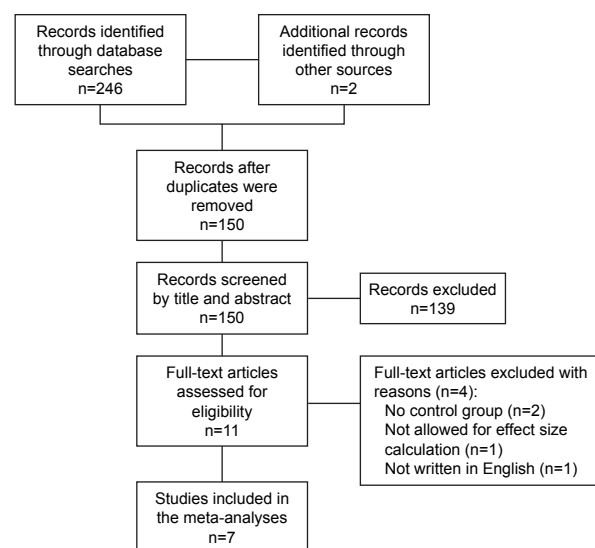 Records identified
through database
searches
n=246
Additional records
identified through
other sources
n=2
Records after
duplicates were
removed
n=150
Records screened
by title and abstract
n=150
Records excluded
n=139
Full-text articles
assessed for
eligibility
n=11
Full-text articles excluded with
reasons (n=4):
No control group (n=2)
Not allowed for effect size
calculation (n=1)
Not written in English (n=1)
Studies included in
the meta-analyses
n=7